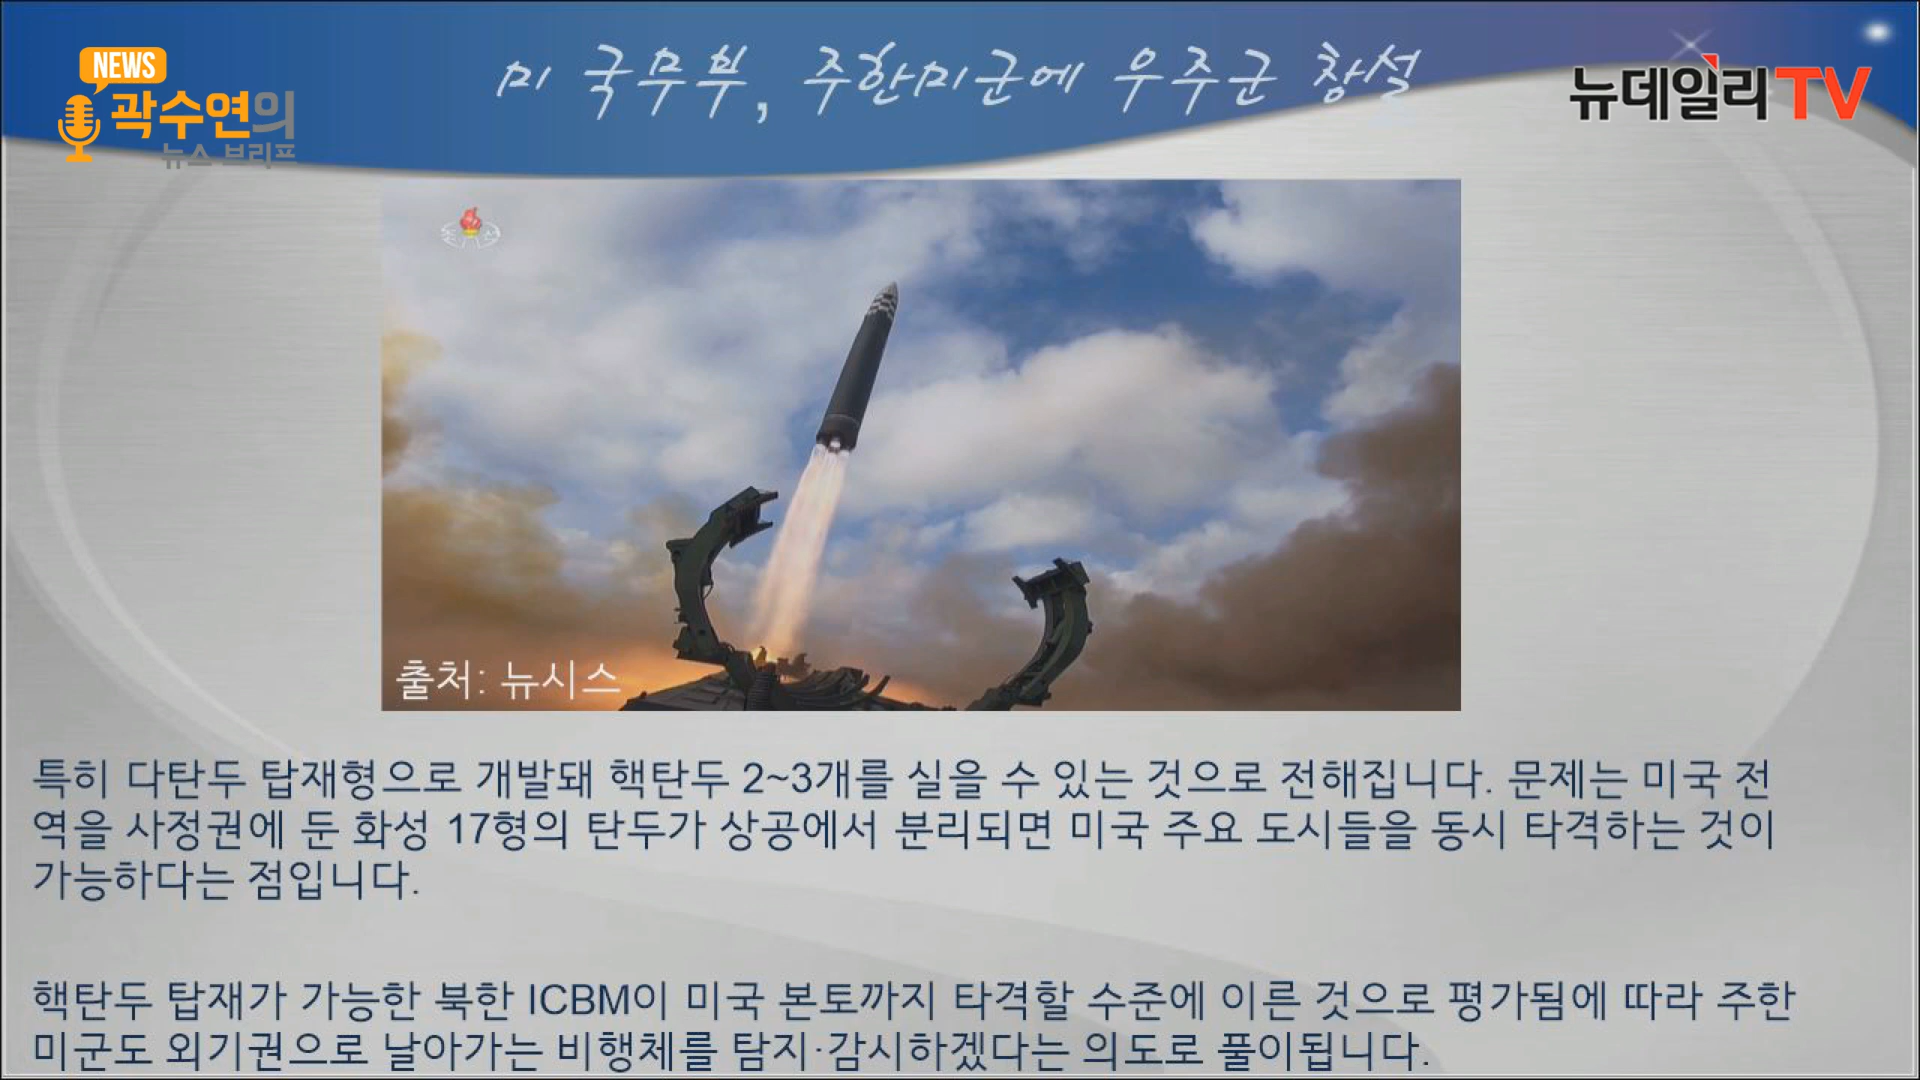 NEWS
곽수연의
뉴스 브리프
미 국무부, 주한미군에 우주군 창설
뉴데일리TV
조선
출처: 뉴시스
특히 다탄두 탑재형으로 개발돼 핵탄두 2~3개를 실을 수 있는 것으로 전해집니다. 문제는 미국 전
역을 사정권에 둔 화성 17형의 탄두가 상공에서 분리되면 미국 주요 도시들을 동시 타격하는 것이
가능하다는 점입니다.
핵탄두 탑재가 가능한 북한 ICBM이 미국 본토까지 타격할 수준에 이른 것으로 평가됨에 따라 주한
미군도 외기권으로 날아가는 비행체를 탐지·감시하겠다는 의도로 풀이됩니다.